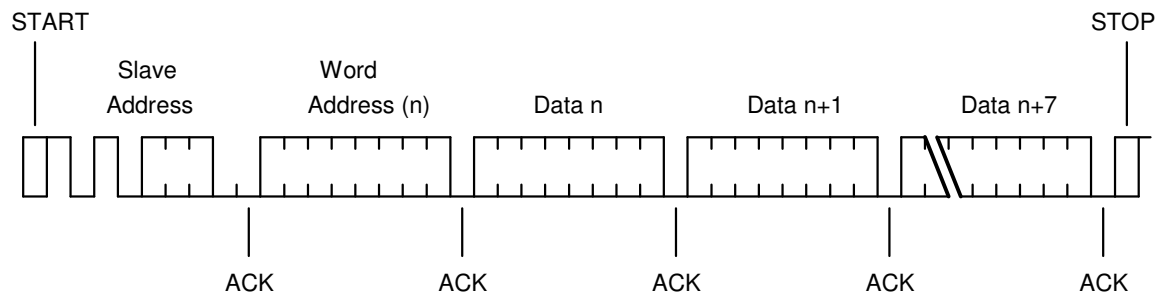 START
STOP
Slave
Address
Word
Address (n)
Data n
Data n+1
Data n+7
ACK
ACK
ACK
ACK
ACK